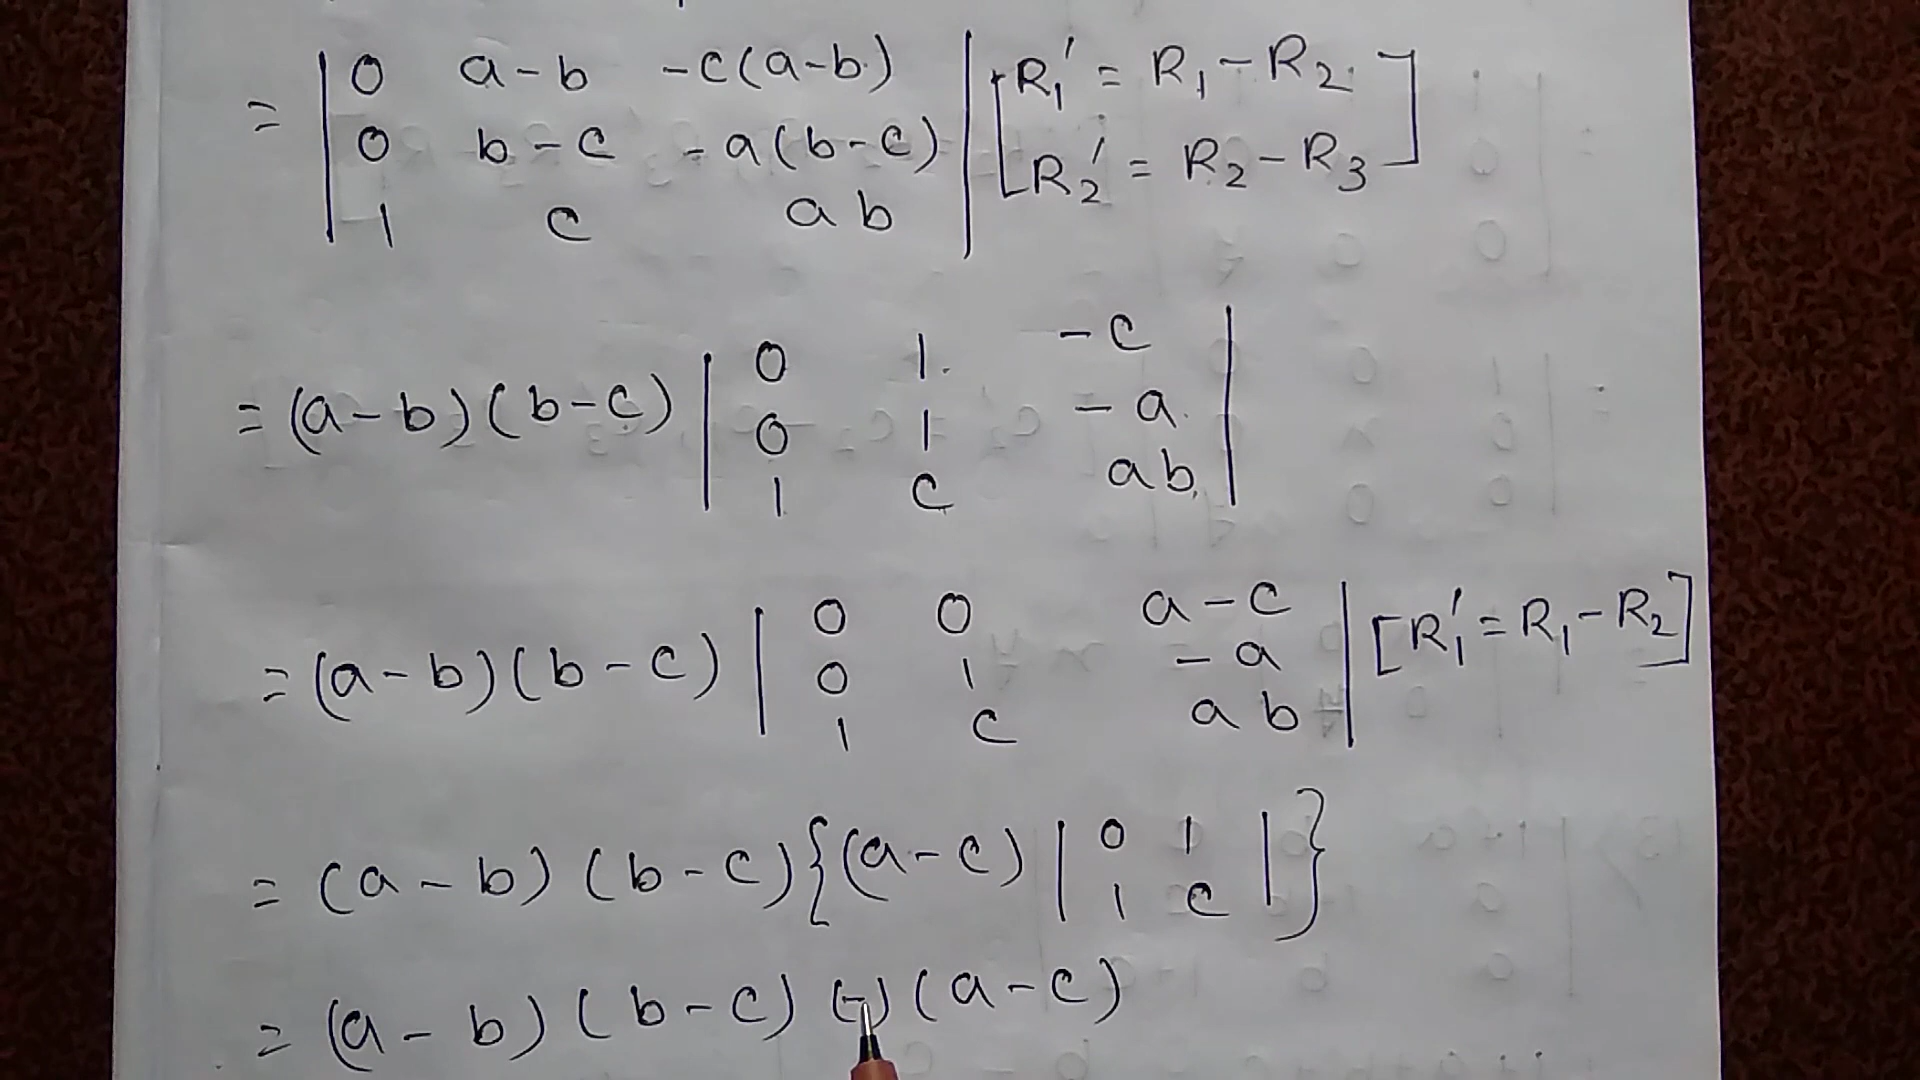 = | 0 a-b -c(a-b) | [R₁' = R₁-R₂
0 b-c -a(b-c) R₂' = R₂-R₃]
1 c ab |
= (a-b)(b-c) | 0 1 -c |
0 1 -a
1 c ab
= (a-b)(b-c) | 0 0 a-c | [R₁' = R₁-R₂]
0 1 -a
1 c ab
= (a-b)(b-c){(a-c) | 0 1 |}
1 c
= (a-b)(b-c)(-)(a-c)